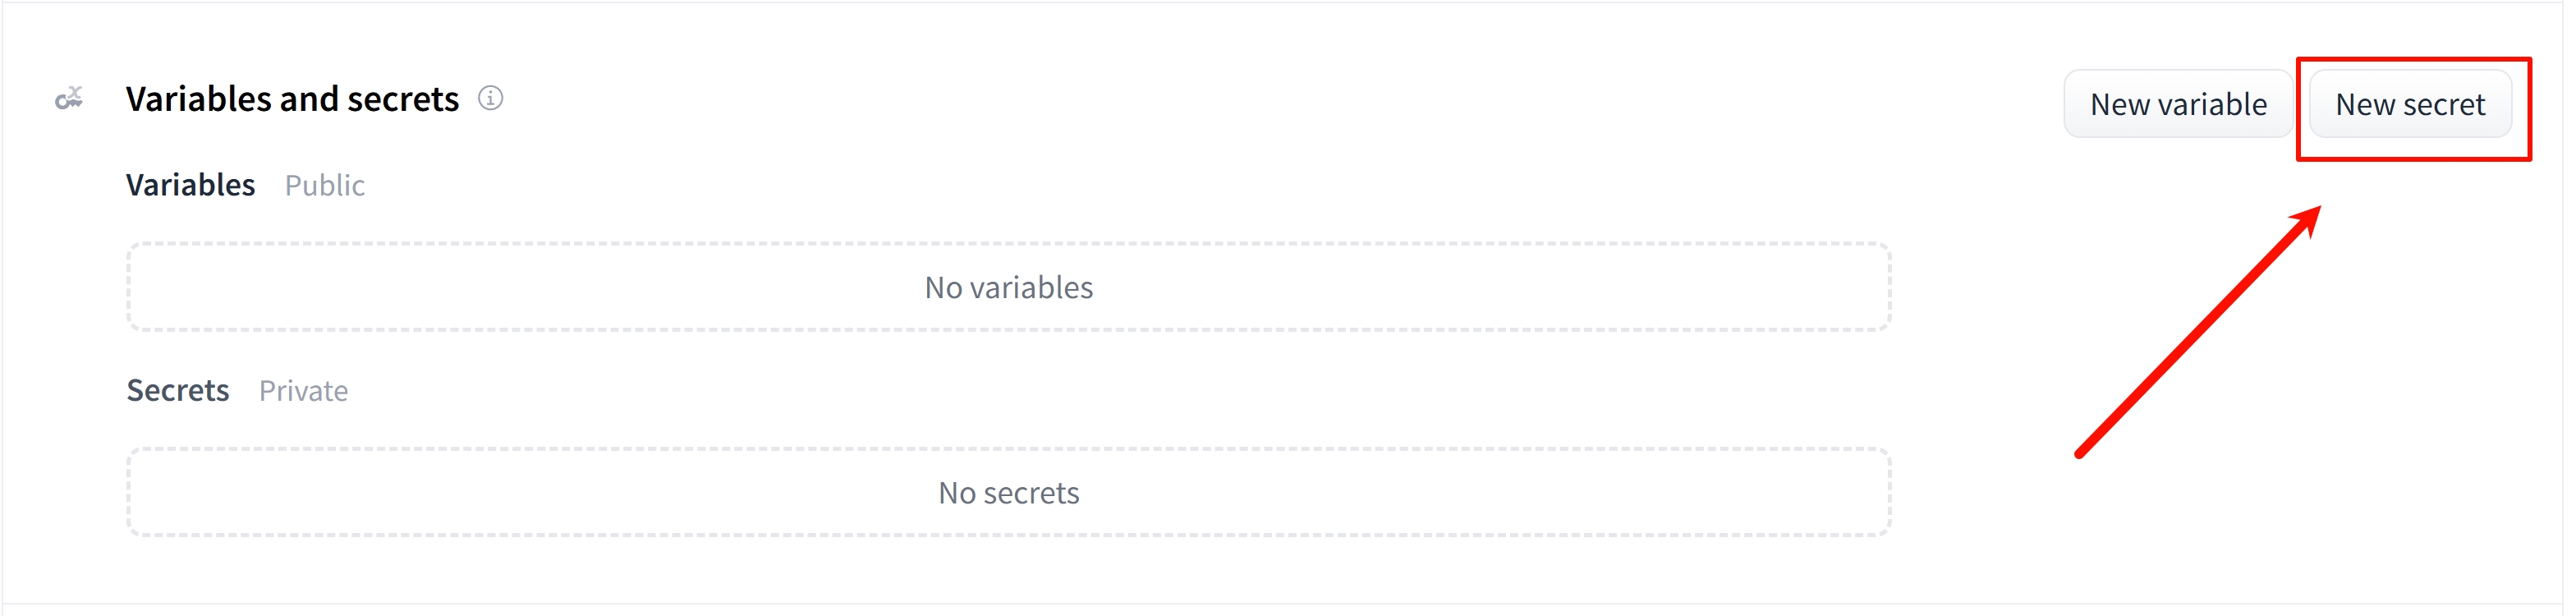 Variables and secrets
New variable
New secret
Variables Public
No variables
Secrets Private
No secrets